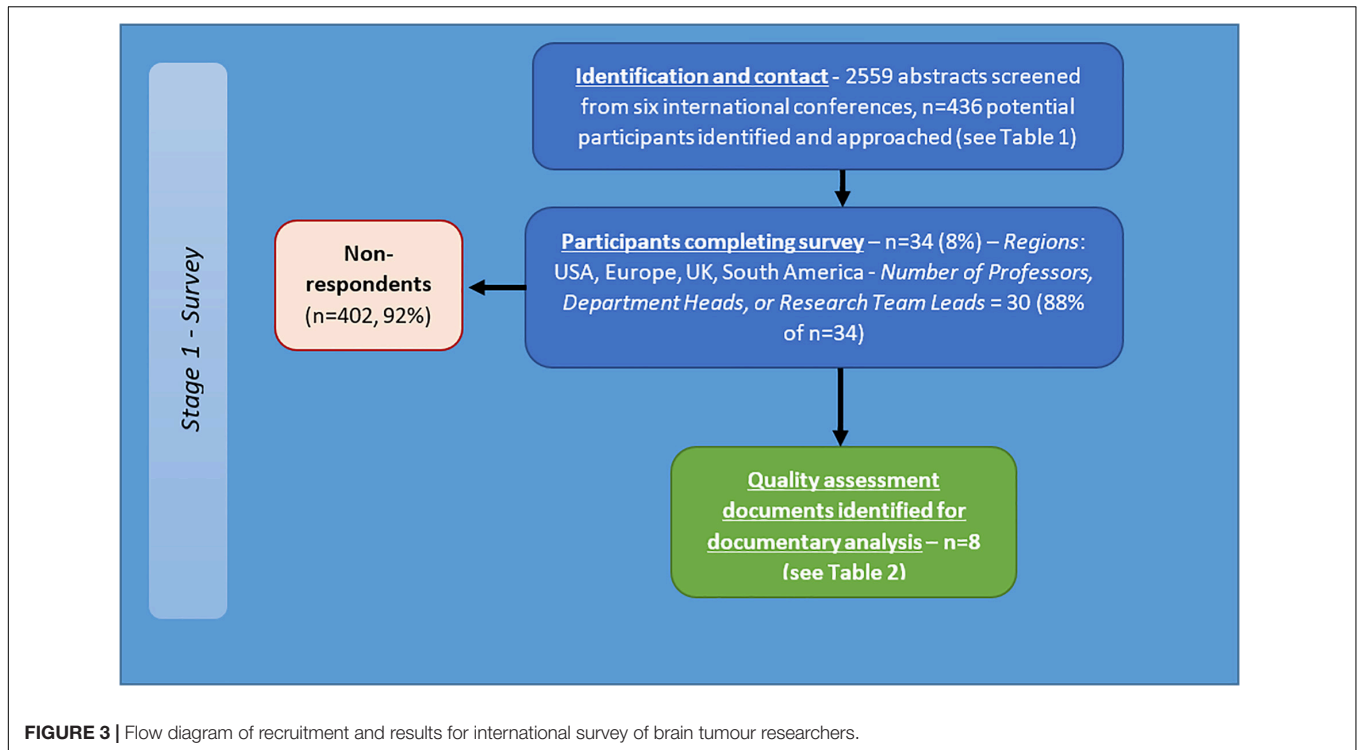 Stage 1 - Survey
Identification and contact - 2559 abstracts screened
from six international conferences, n=436 potential
participants identified and approached (see Table 1)
Participants completing survey – n=34 (8%) – Regions:
USA, Europe, UK, South America - Number of Professors,
Department Heads, or Research Team Leads = 30 (88%
of n=34)
Non-
respondents
(n=402, 92%)
Quality assessment
documents identified for
documentary analysis – n=8
(see Table 2)
FIGURE 3 | Flow diagram of recruitment and results for international survey of brain tumour researchers.